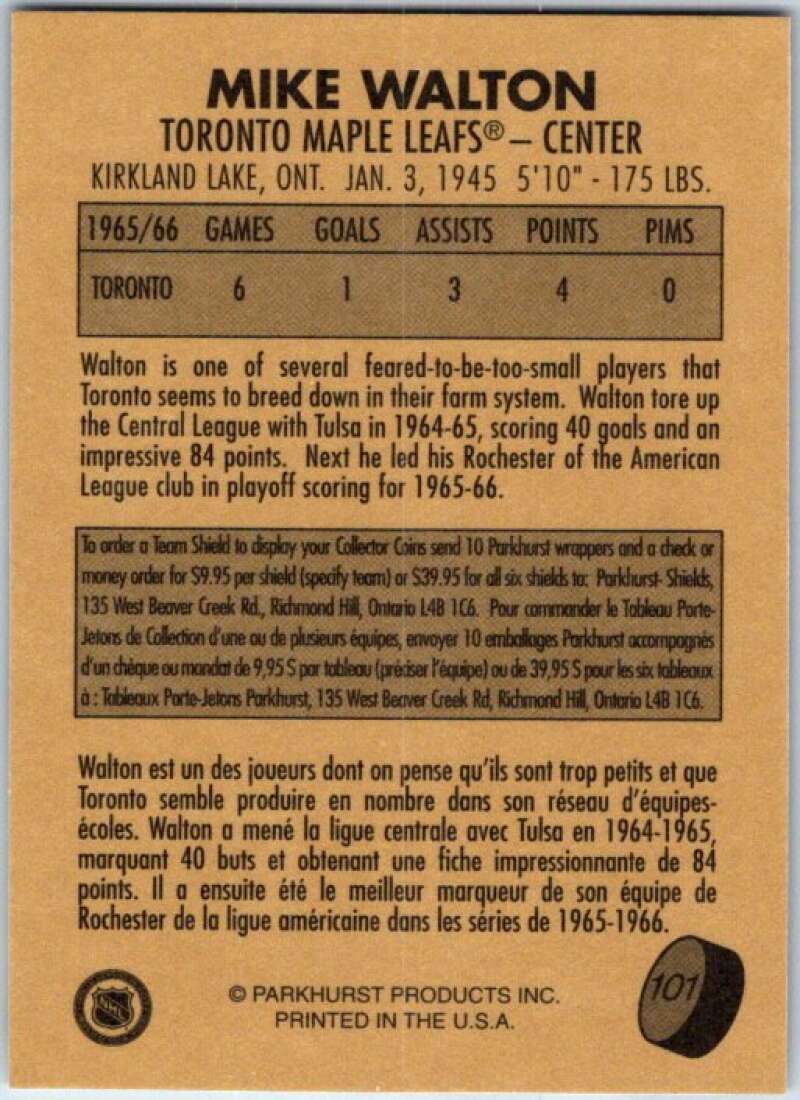 MIKE WALTON
TORONTO MAPLE LEAFS® – CENTER
KIRKLAND LAKE, ONT. JAN. 3, 1945 5'10" - 175 LBS.
1965/66 GAMES GOALS ASSISTS POINTS PIMS
TORONTO 6 1 3 4 0
Walton is one of several feared-to-be-too-small players that
Toronto seems to breed down in their farm system. Walton tore up
the Central League with Tulsa in 1964-65, scoring 40 goals and an
impressive 84 points. Next he led his Rochester of the American
League club in playoff scoring for 1965-66.
To order a Team Shield to display your Collector Coins send 10 Parkhurst wrappers and a check or
money order for $9.95 per shield (specify team) or $39.95 for all six shields to: Parkhurst- Shields,
135 West Beaver Creek Rd., Richmond Hill, Ontario L4B 1C6. Pour commander le Tableau Porte-
Jetons de Collection d'une ou de plusieurs équipes, envoyer 10 emballages Parkhurst accompagnés
d'un chèque ou mandat de 9,95 $ par tableau (préciser l'équipe) ou de 39,95 $ pour les six tableaux
à : Tableaux Porte-Jetons Parkhurst, 135 West Beaver Creek Rd, Richmond Hill, Ontario L4B 1C6.
Walton est un des joueurs dont on pense qu'ils sont trop petits et que
Toronto semble produire en nombre dans son réseau d'équipes-
écoles. Walton a mené la ligue centrale avec Tulsa en 1964-1965,
marquant 40 buts et obtenant une fiche impressionnante de 84
points. Il a ensuite été le meilleur marqueur de son équipe de
Rochester de la ligue américaine dans les séries de 1965-1966.
101
NHL
© PARKHURST PRODUCTS INC.
PRINTED IN THE U.S.A.